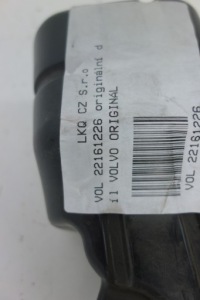 LKQ CZ S.r.o
VOL 22161226 originální d
íl VOLVO ORIGINAL
VOL 22161226